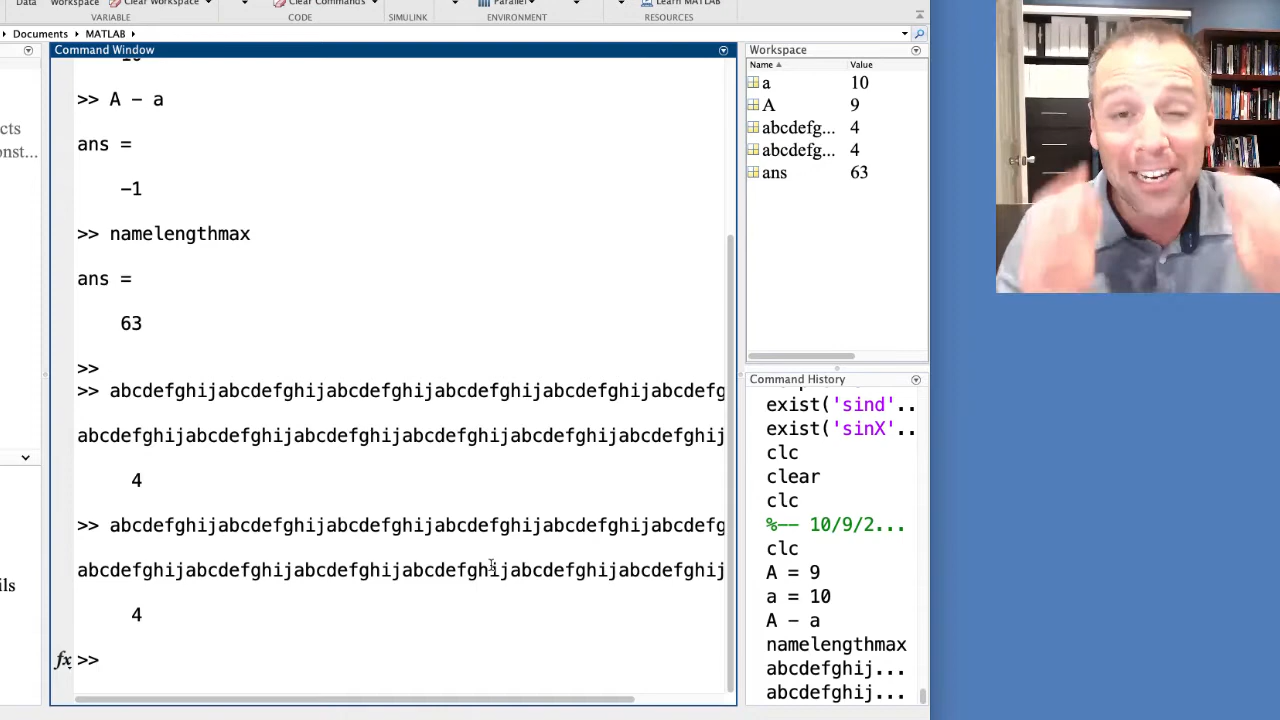 Data
Workspace
Clear Workspace
Clear Commands
Parallel
Learn MATLAB
VARIABLE
CODE
SIMULINK
ENVIRONMENT
RESOURCES
Documents
MATLAB
cts
onst...
ils
Command Window
>> A - a
ans =
-1
>> namelengthmax
ans =
63
>>
>> abcdefghijabcdefghijabcdefghijabcdefghijabcdefghijabcdefg
abcdefghijabcdefghijabcdefghijabcdefghijabcdefghijabcdefghij
4
>> abcdefghijabcdefghijabcdefghijabcdefghijabcdefghijabcdefg
abcdefghijabcdefghijabcdefghijabcdefghijabcdefghijabcdefghij
4
fx >>
Workspace
Name Value
a 10
A 9
abcdefg... 4
abcdefg... 4
ans 63
Command History
exist('sind'..
exist('sinX'..
clc
clear
clc
%-- 10/9/2...
clc
A = 9
a = 10
A - a
namelengthmax
abcdefghij...
abcdefghij...